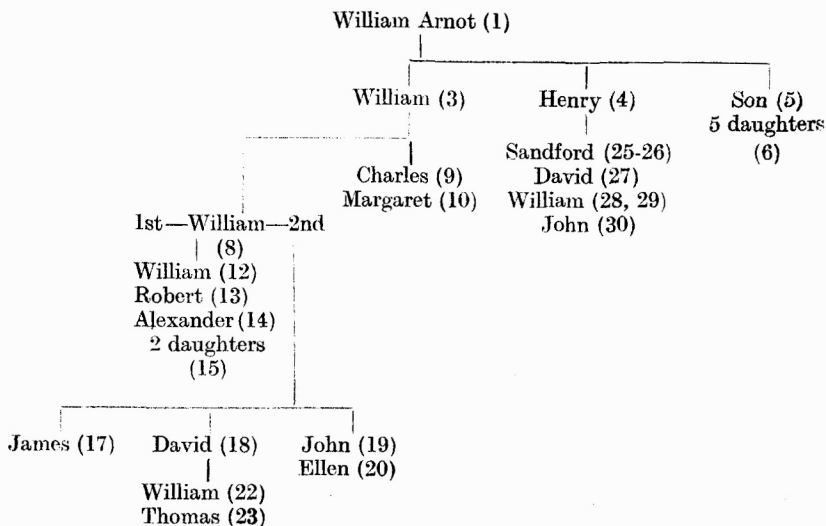 William Arnot (1)
William (3) Henry (4) Son (5)
5 daughters
(6)
Sandford (25-26)
David (27)
William (28, 29)
John (30)
Charles (9)
Margaret (10)
1st—William—2nd
(8)
William (12)
Robert (13)
Alexander (14)
2 daughters
(15)
James (17) David (18) John (19)
Ellen (20)
William (22)
Thomas (23)